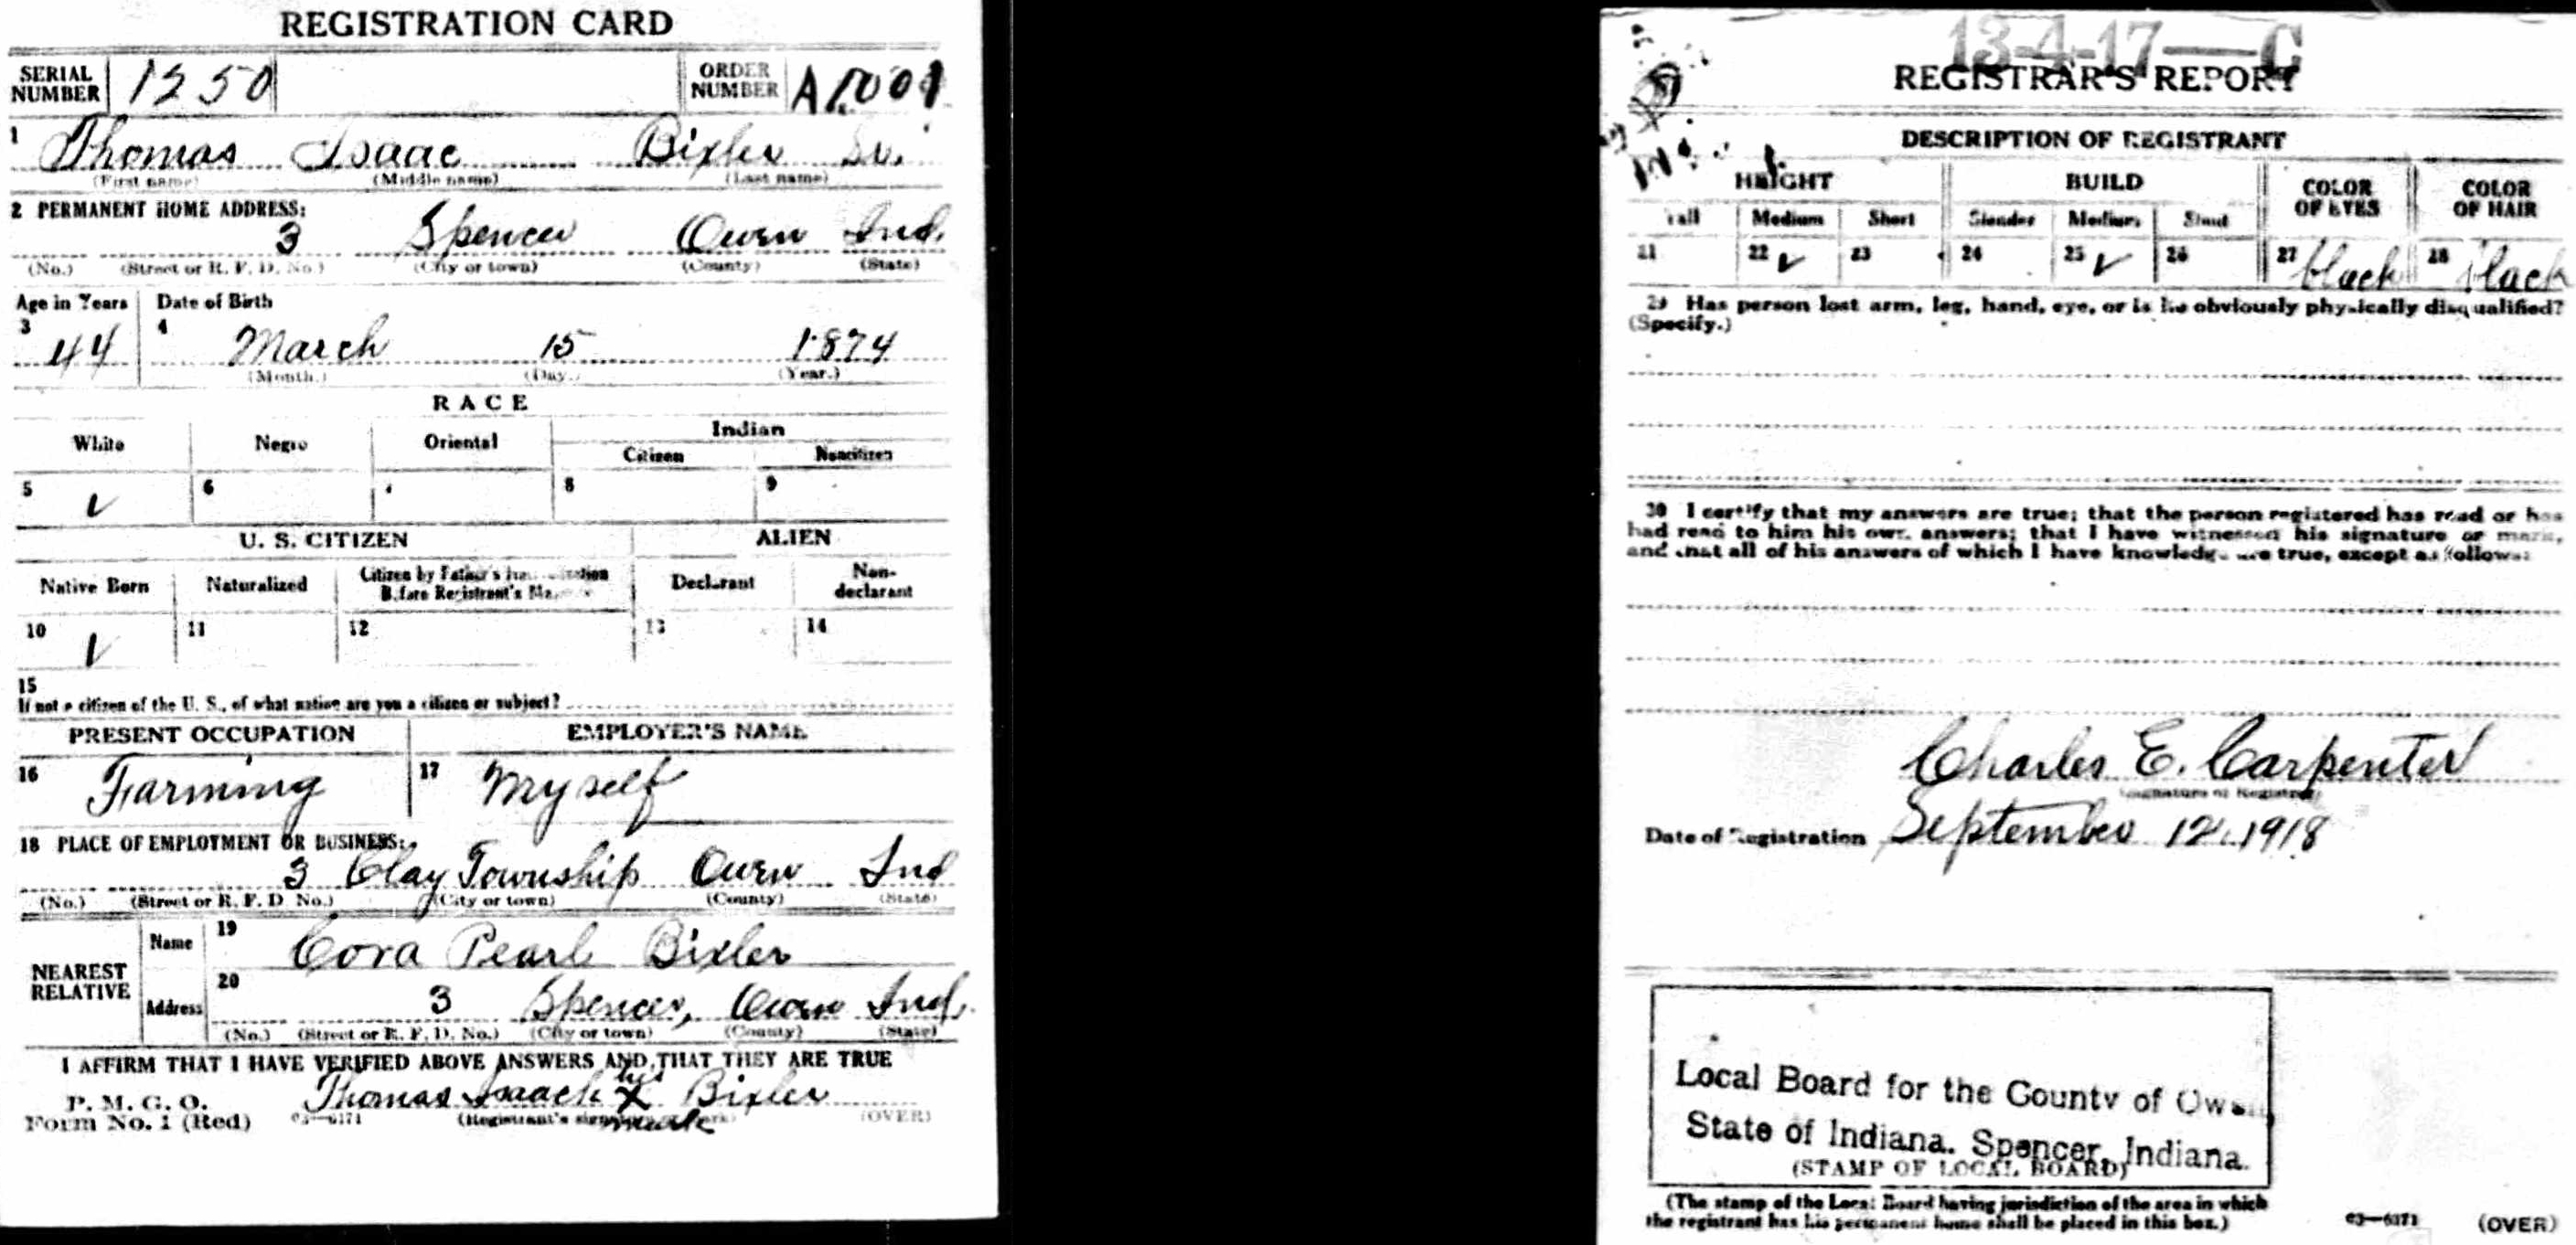 REGISTRATION CARD
SERIAL NUMBER 1250 ORDER NUMBER A1001
1 Thomas Isaac Bixler Sr.
(First name) (Middle name) (Last name)
2 PERMANENT HOME ADDRESS:
3 Spencer Owen Ind.
(No.) (Street or R. F. D. No.) (City or town) (County) (State)
Age in Years Date of Birth
3 4
44 March 15 1874
(Month.) (Day.) (Year.)
RACE
White Negro Oriental Indian
Citizen Noncitizen
5 ✓ 6 8 9
U. S. CITIZEN ALIEN
Native Born Naturalized Citizen by Father's Before Registrant's Declarant Non-declarant
10 ✓ 11 12 13 14
15
If not a citizen of the U. S., of what nation are you a citizen or subject?
PRESENT OCCUPATION EMPLOYER'S NAME
16 Farming 17 Myself
18 PLACE OF EMPLOYMENT OR BUSINESS:
3 Clay Township Owen Ind
(No.) (Street or R. F. D. No.) (City or town) (County) (State)
NEAREST RELATIVE
Name 19 Cora Pearl Bixler
Address 20 3 Spencer, Owen Ind.
(No.) (Street or R. F. D. No.) (City or town) (County) (State)
I AFFIRM THAT I HAVE VERIFIED ABOVE ANSWERS AND THAT THEY ARE TRUE
P. M. G. O.
Form No. 1 (Red) 03—6171 Thomas Isaach his X mark Bixler
(Registrant's signature or mark) (OVER)
13-4-17—C
REGISTRAR'S REPORT
DESCRIPTION OF REGISTRANT
HEIGHT BUILD COLOR OF EYES COLOR OF HAIR
Tall Medium Short Slender Medium Stout
21 22 ✓ 23 24 25 ✓ 26 27 black 28 black
29 Has person lost arm, leg, hand, eye, or is he obviously physically disqualified?
(Specify.)
30 I certify that my answers are true; that the person registered has read or has
had read to him his own answers; that I have witnessed his signature or mark,
and that all of his answers of which I have knowledge are true, except as follows:
Charles E. Carpenter
(Signature of Registrar)
Date of Registration September 12, 1918
Local Board for the County of Owen
State of Indiana. Spencer, Indiana.
(STAMP OF LOCAL BOARD)
(The stamp of the Local Board having jurisdiction of the area in which
the registrant has his permanent home shall be placed in this box.)
03—6171 (OVER)